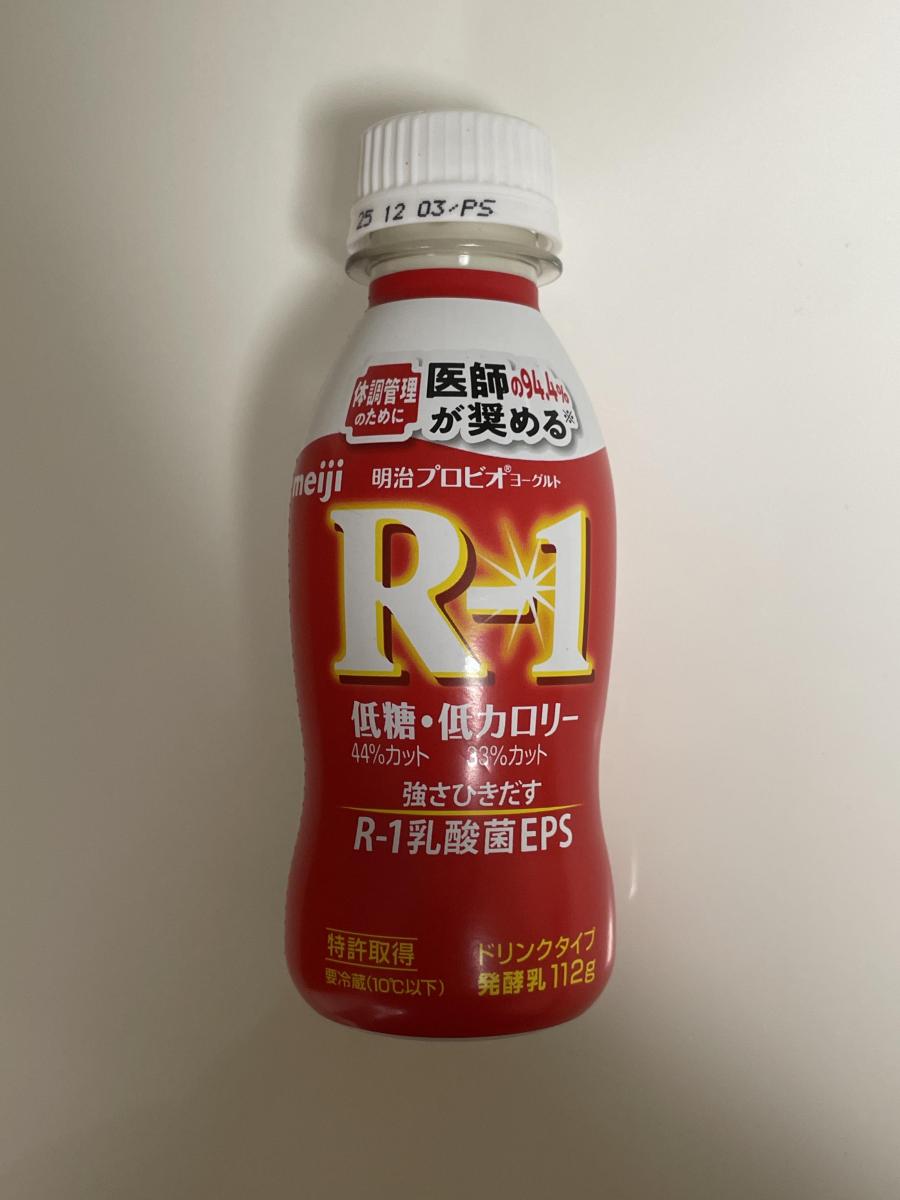 25 12 03/PS
体調管理
のために
医師の94.4%
が奨める※
meiji
明治プロビオ®ヨーグルト
R-1
低糖・低カロリー
44%カット 33%カット
強さひきだす
R-1乳酸菌EPS
特許取得
要冷蔵(10℃以下)
ドリンクタイプ
発酵乳 112g